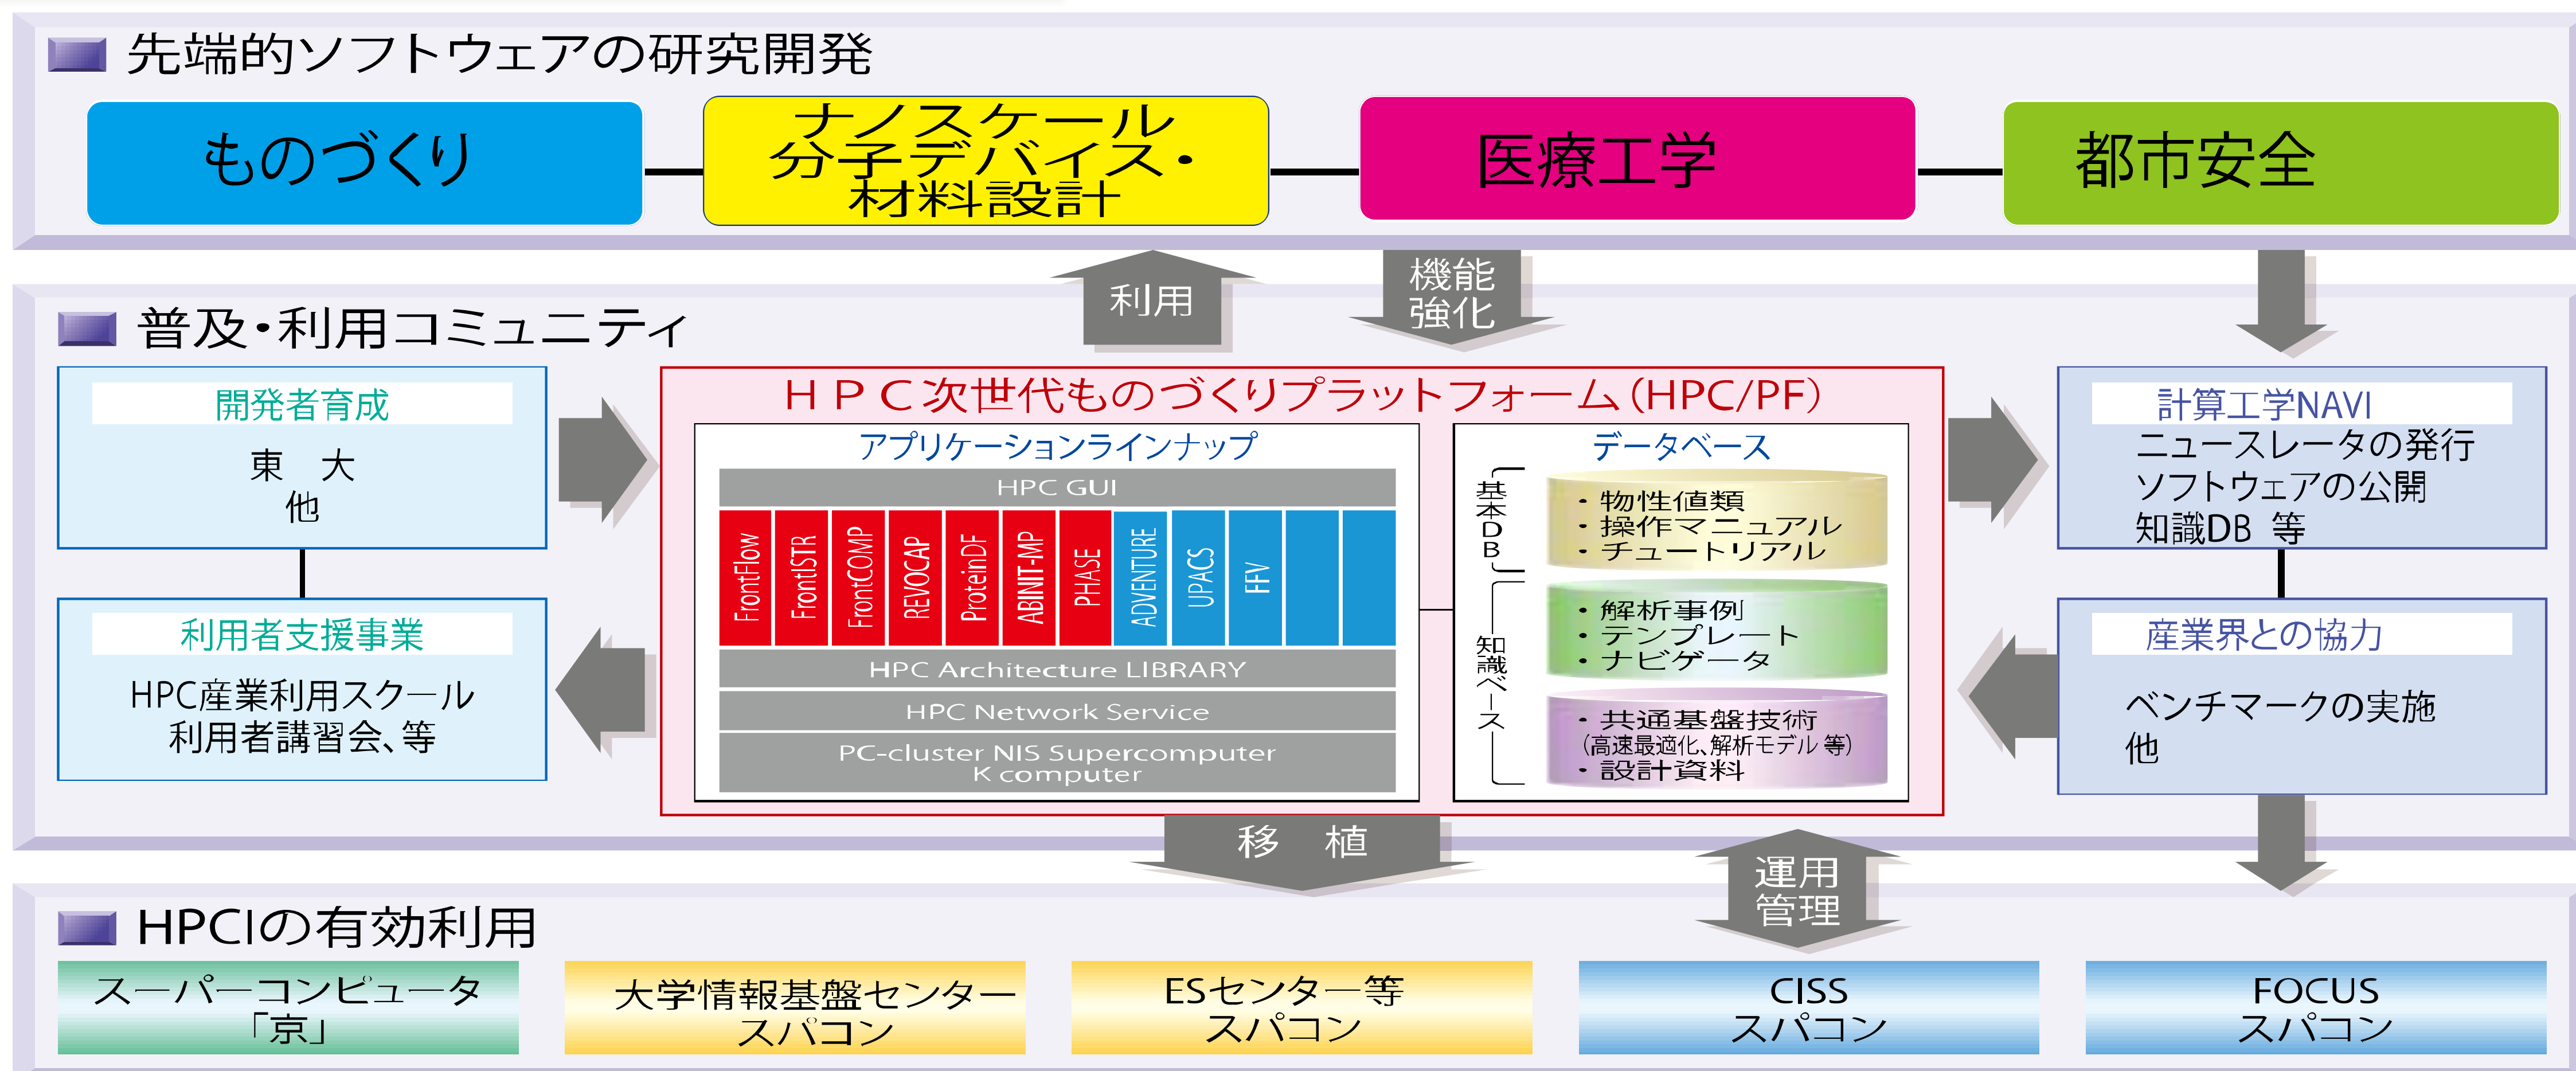 先端的ソフトウェアの研究開発
ものづくり
ナノスケール
分子デバイス・
材料設計
医療工学
都市安全
利用
機能
強化
普及・利用コミュニティ
開発者育成
東　大
他
利用者支援事業
HPC産業利用スクール
利用者講習会、等
ＨＰＣ次世代ものづくりプラットフォーム(HPC/PF)
アプリケーションラインナップ
HPC GUI
FrontFlow
FrontISTR
FrontCOMP
REVOCAP
ProteinDF
ABINIT-MP
PHASE
ADVENTURE
UPACS
FFV
HPC Architecture LIBRARY
HPC Network Service
PC-cluster NIS Supercomputer
K computer
データベース
基本DB
・物性値類
・操作マニュアル
・チュートリアル
知識ベース
・解析事例
・テンプレート
・ナビゲータ
・共通基盤技術
(高速最適化、解析モデル 等)
・設計資料
計算工学NAVI
ニュースレータの発行
ソフトウェアの公開
知識DB 等
産業界との協力
ベンチマークの実施
他
移　植
運用
管理
HPCIの有効利用
スーパーコンピュータ
「京」
大学情報基盤センター
スパコン
ESセンター等
スパコン
CISS
スパコン
FOCUS
スパコン